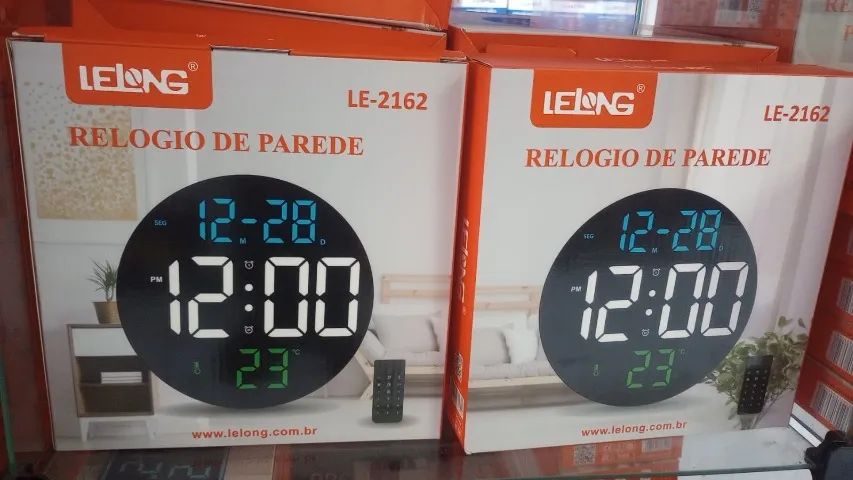 LELONG®
LE-2162
RELOGIO DE PAREDE
SEG
12-28
M D
PM
12:00
23°C
www.lelong.com.br
LELONG®
LE-2162
RELOGIO DE PAREDE
SEG
12-28
M D
PM
12:00
23°C
www.lelong.com.br
LELONG